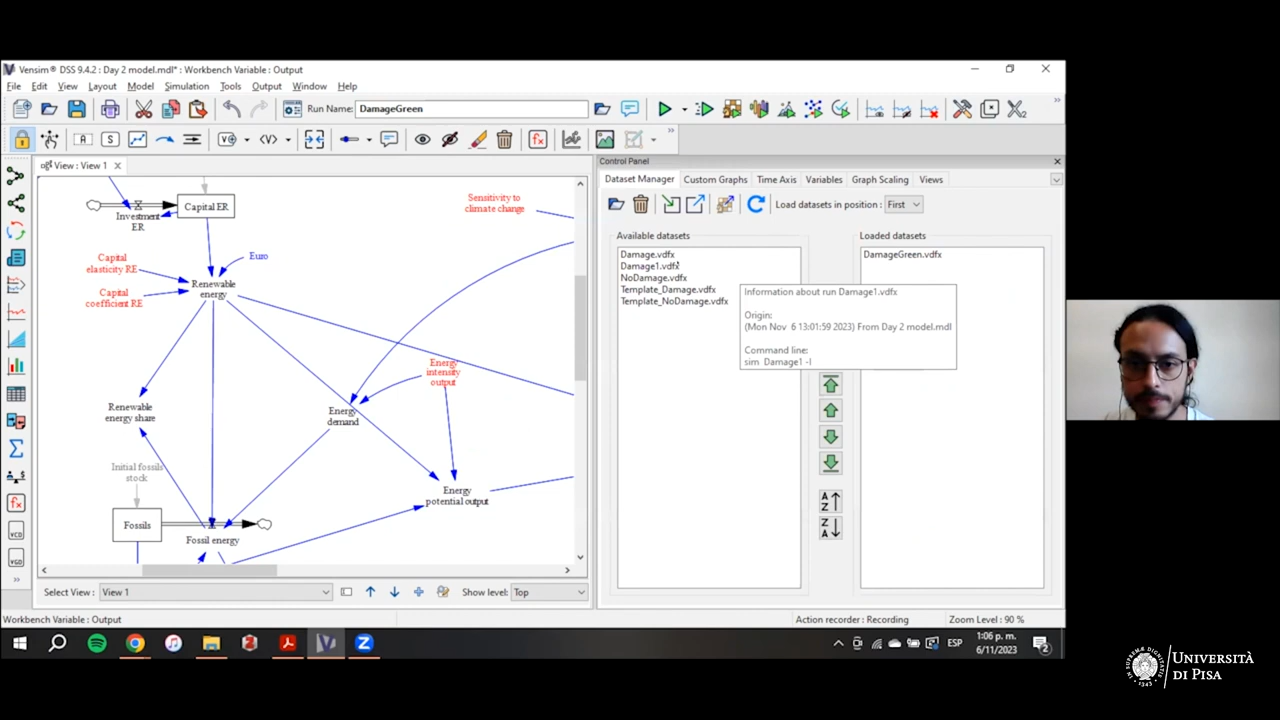 Vensim® DSS 9.4.2 : Day 2 model.mdl* : Workbench Variable : Output
File Edit View Layout Model Simulation Tools Output Window Help
Run Name: DamageGreen
View : View 1
Control Panel
Dataset Manager Custom Graphs Time Axis Variables Graph Scaling Views
Load datasets in position : First
Available datasets
Loaded datasets
Damage.vdfx
Damage1.vdfx
NoDamage.vdfx
Template_Damage.vdfx
Template_NoDamage.vdfx
DamageGreen.vdfx
Information about run Damage1.vdfx
Origin:
(Mon Nov 6 13:01:59 2023) From Day 2 model.mdl
Command line:
sim Damage1 -I
Investment
ER
Capital ER
Sensitivity to
climate change
Capital
elasticity RE
Euro
Renewable
energy
Capital
coefficient RE
Energy
intensity
output
Renewable
energy share
Energy
demand
Initial fossils
stock
Energy
potential output
Fossils
Fossil energy
Select View : View 1
Show level: Top
Workbench Variable : Output
Action recorder: Recording
Zoom Level: 90 %
ESP
1:06 p. m.
6/11/2023
2
IN SUPREMÆ DIGNITATIS
1343
UNIVERSITÀ
DI PISA